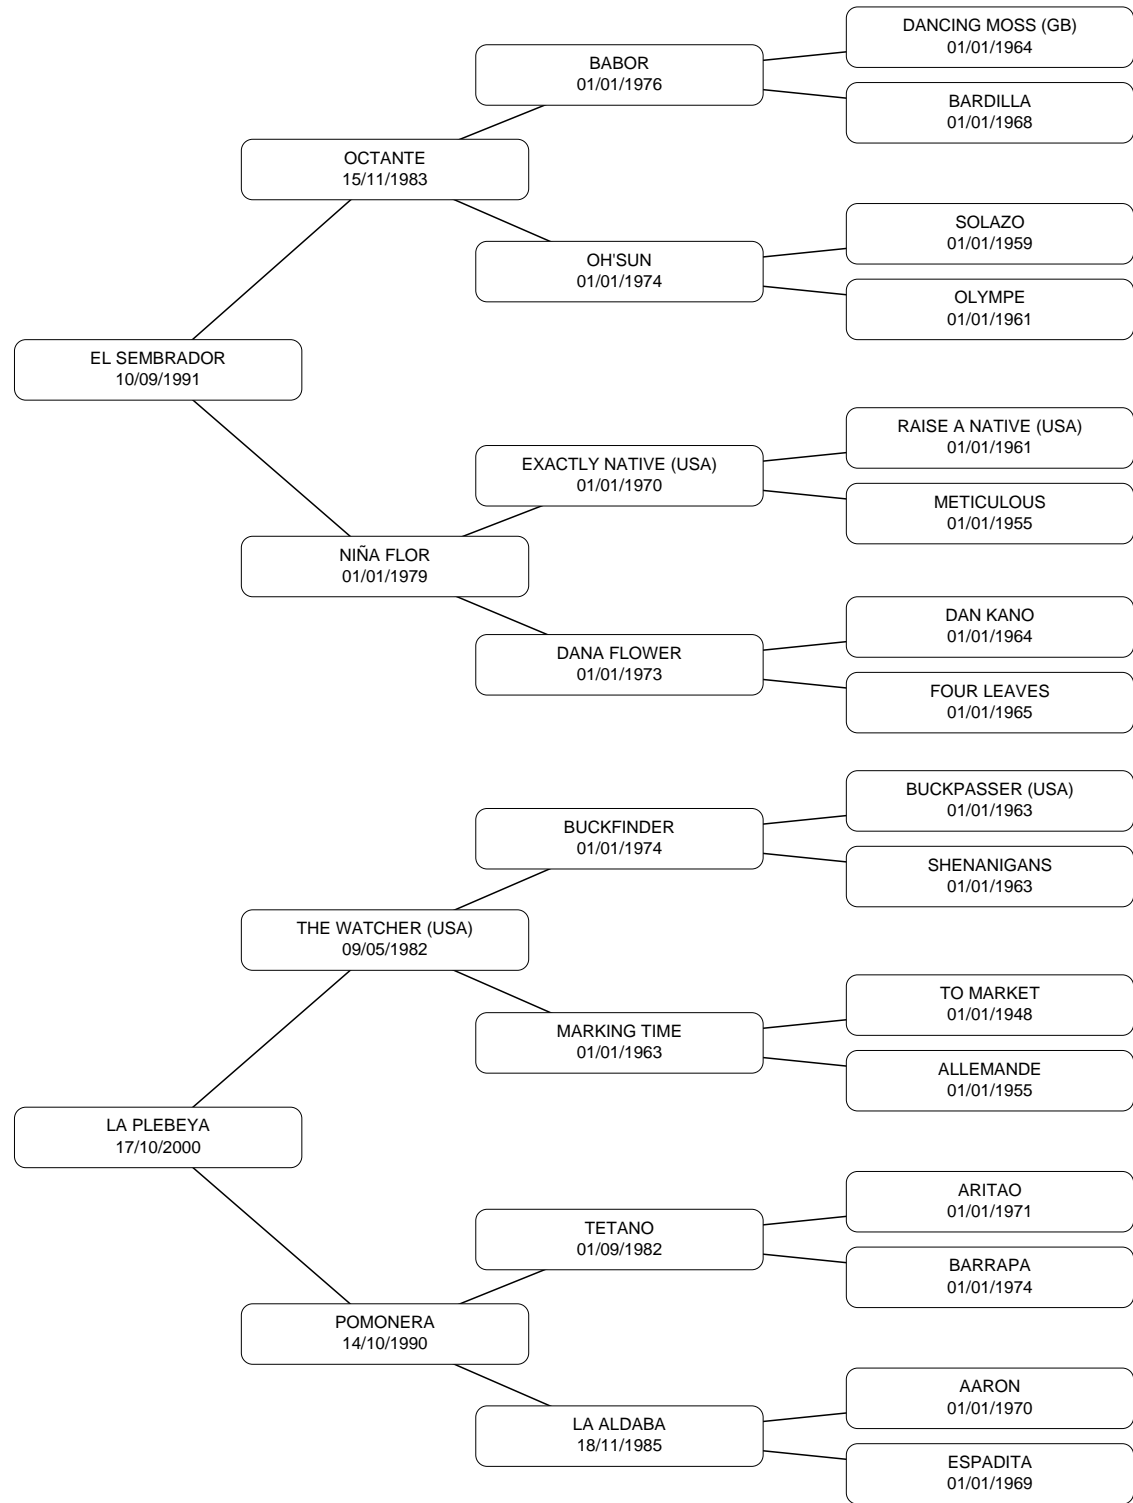 DANCING MOSS (GB)
01/01/1964
BABOR
01/01/1976
BARDILLA
01/01/1968
OCTANTE
15/11/1983
SOLAZO
01/01/1959
OH'SUN
01/01/1974
OLYMPE
01/01/1961
EL SEMBRADOR
10/09/1991
RAISE A NATIVE (USA)
01/01/1961
EXACTLY NATIVE (USA)
01/01/1970
METICULOUS
01/01/1955
NIÑA FLOR
01/01/1979
DAN KANO
01/01/1964
DANA FLOWER
01/01/1973
FOUR LEAVES
01/01/1965
BUCKPASSER (USA)
01/01/1963
BUCKFINDER
01/01/1974
SHENANIGANS
01/01/1963
THE WATCHER (USA)
09/05/1982
TO MARKET
01/01/1948
MARKING TIME
01/01/1963
ALLEMANDE
01/01/1955
LA PLEBEYA
17/10/2000
ARITAO
01/01/1971
TETANO
01/09/1982
BARRAPA
01/01/1974
POMONERA
14/10/1990
AARON
01/01/1970
LA ALDABA
18/11/1985
ESPADITA
01/01/1969